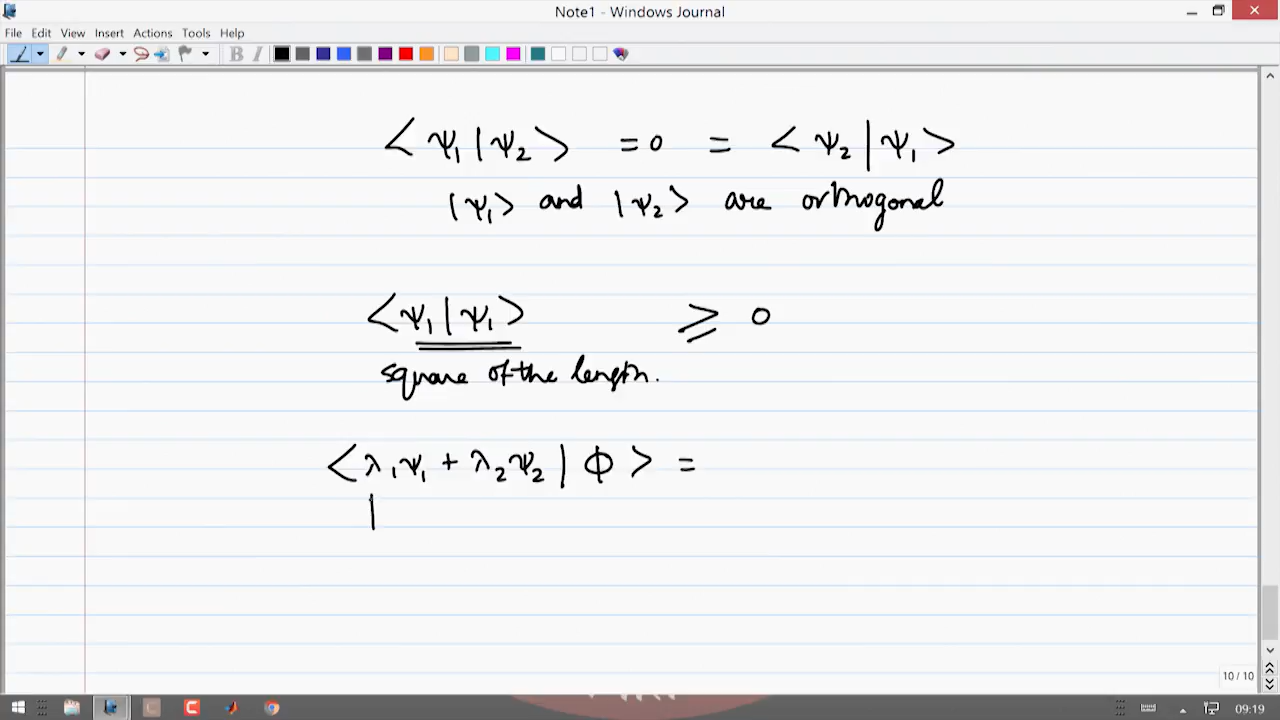 Note1 - Windows Journal
File Edit View Insert Actions Tools Help
B I
< ψ₁ | ψ₂ > = 0 = < ψ₂ | ψ₁ >
|ψ₁> and |ψ₂> are orthogonal
< ψ₁ | ψ₁ > ≥ 0
square of the length.
< λ₁ψ₁ + λ₂ψ₂ | Φ > =
|
10 / 10
09:19